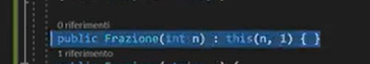 0 riferimenti
public Frazione(int n) : this(n, 1) { }
1 riferimento